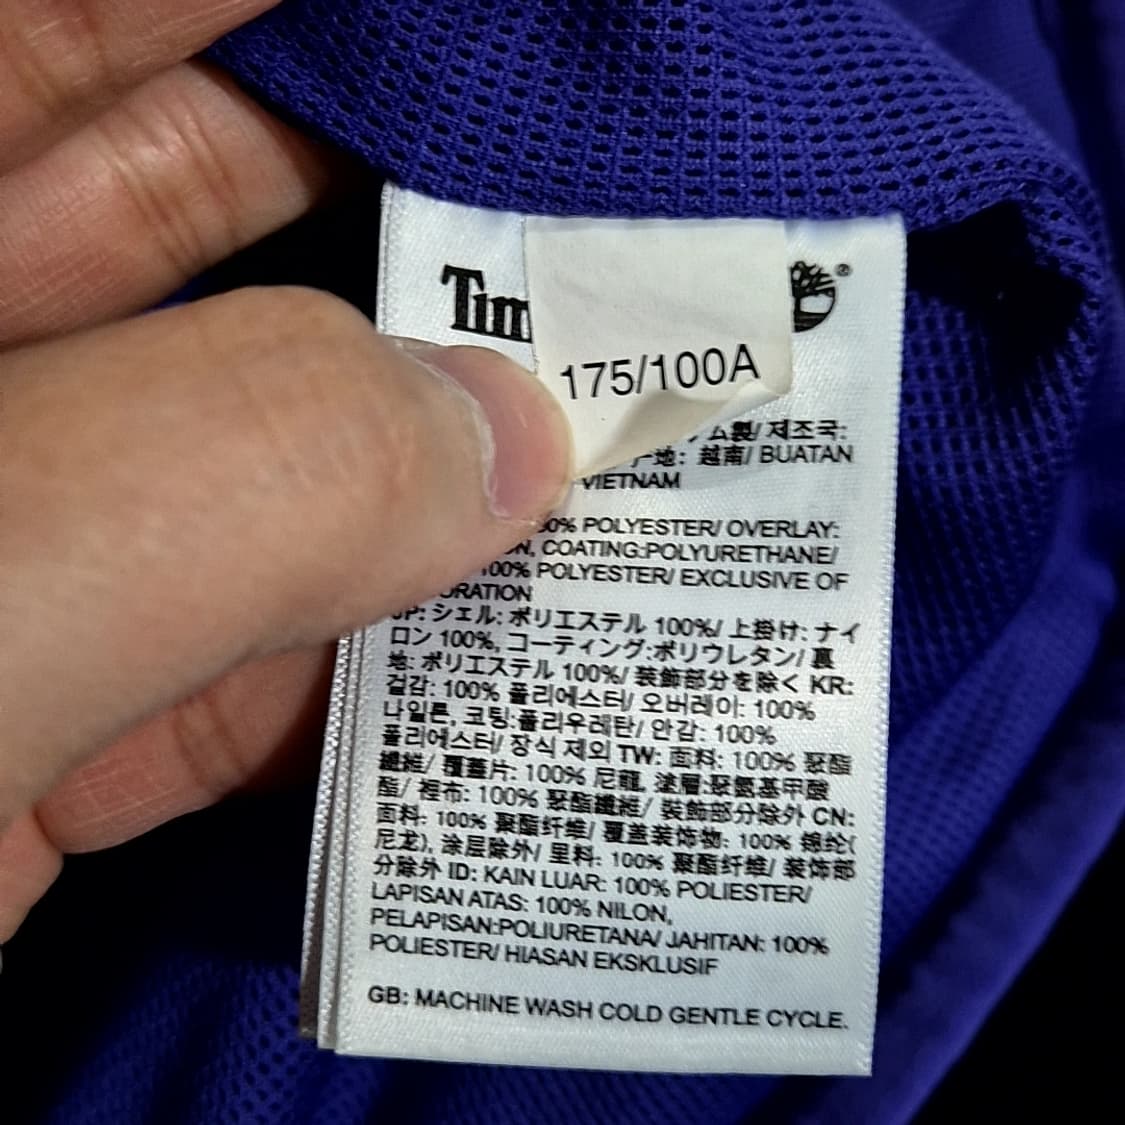 Tim
®
175/100A
ム製/ 제조국:
地: 越南/ BUATAN
VIETNAM
POLYESTER/ OVERLAY:
COATING:POLYURETHANE/
100% POLYESTER/ EXCLUSIVE OF
JP: シェル: ポリエステル 100%/ 上掛け: ナイ
ロン 100%, コーティング:ポリウレタン/ 裏
地: ポリエステル 100%/ 装飾部分を除く KR:
겉감: 100% 폴리에스터/ 오버레이: 100%
나일론, 코팅:폴리우레탄/ 안감: 100%
폴리에스터/ 장식 제외 TW: 面料: 100% 聚酯
纖維/ 覆蓋片: 100% 尼龍, 塗層:聚氨基甲酸
酯/ 裡布: 100% 聚酯纖維/ 裝飾部分除外 CN:
面料: 100% 聚酯纤维/ 覆盖装饰物: 100% 锦纶(
尼龙), 涂层除外/ 里料: 100% 聚酯纤维/ 装饰部
分除外 ID: KAIN LUAR: 100% POLIESTER/
LAPISAN ATAS: 100% NILON,
PELAPISAN:POLIURETANA/ JAHITAN: 100%
POLIESTER/ HIASAN EKSKLUSIF
GB: MACHINE WASH COLD GENTLE CYCLE.